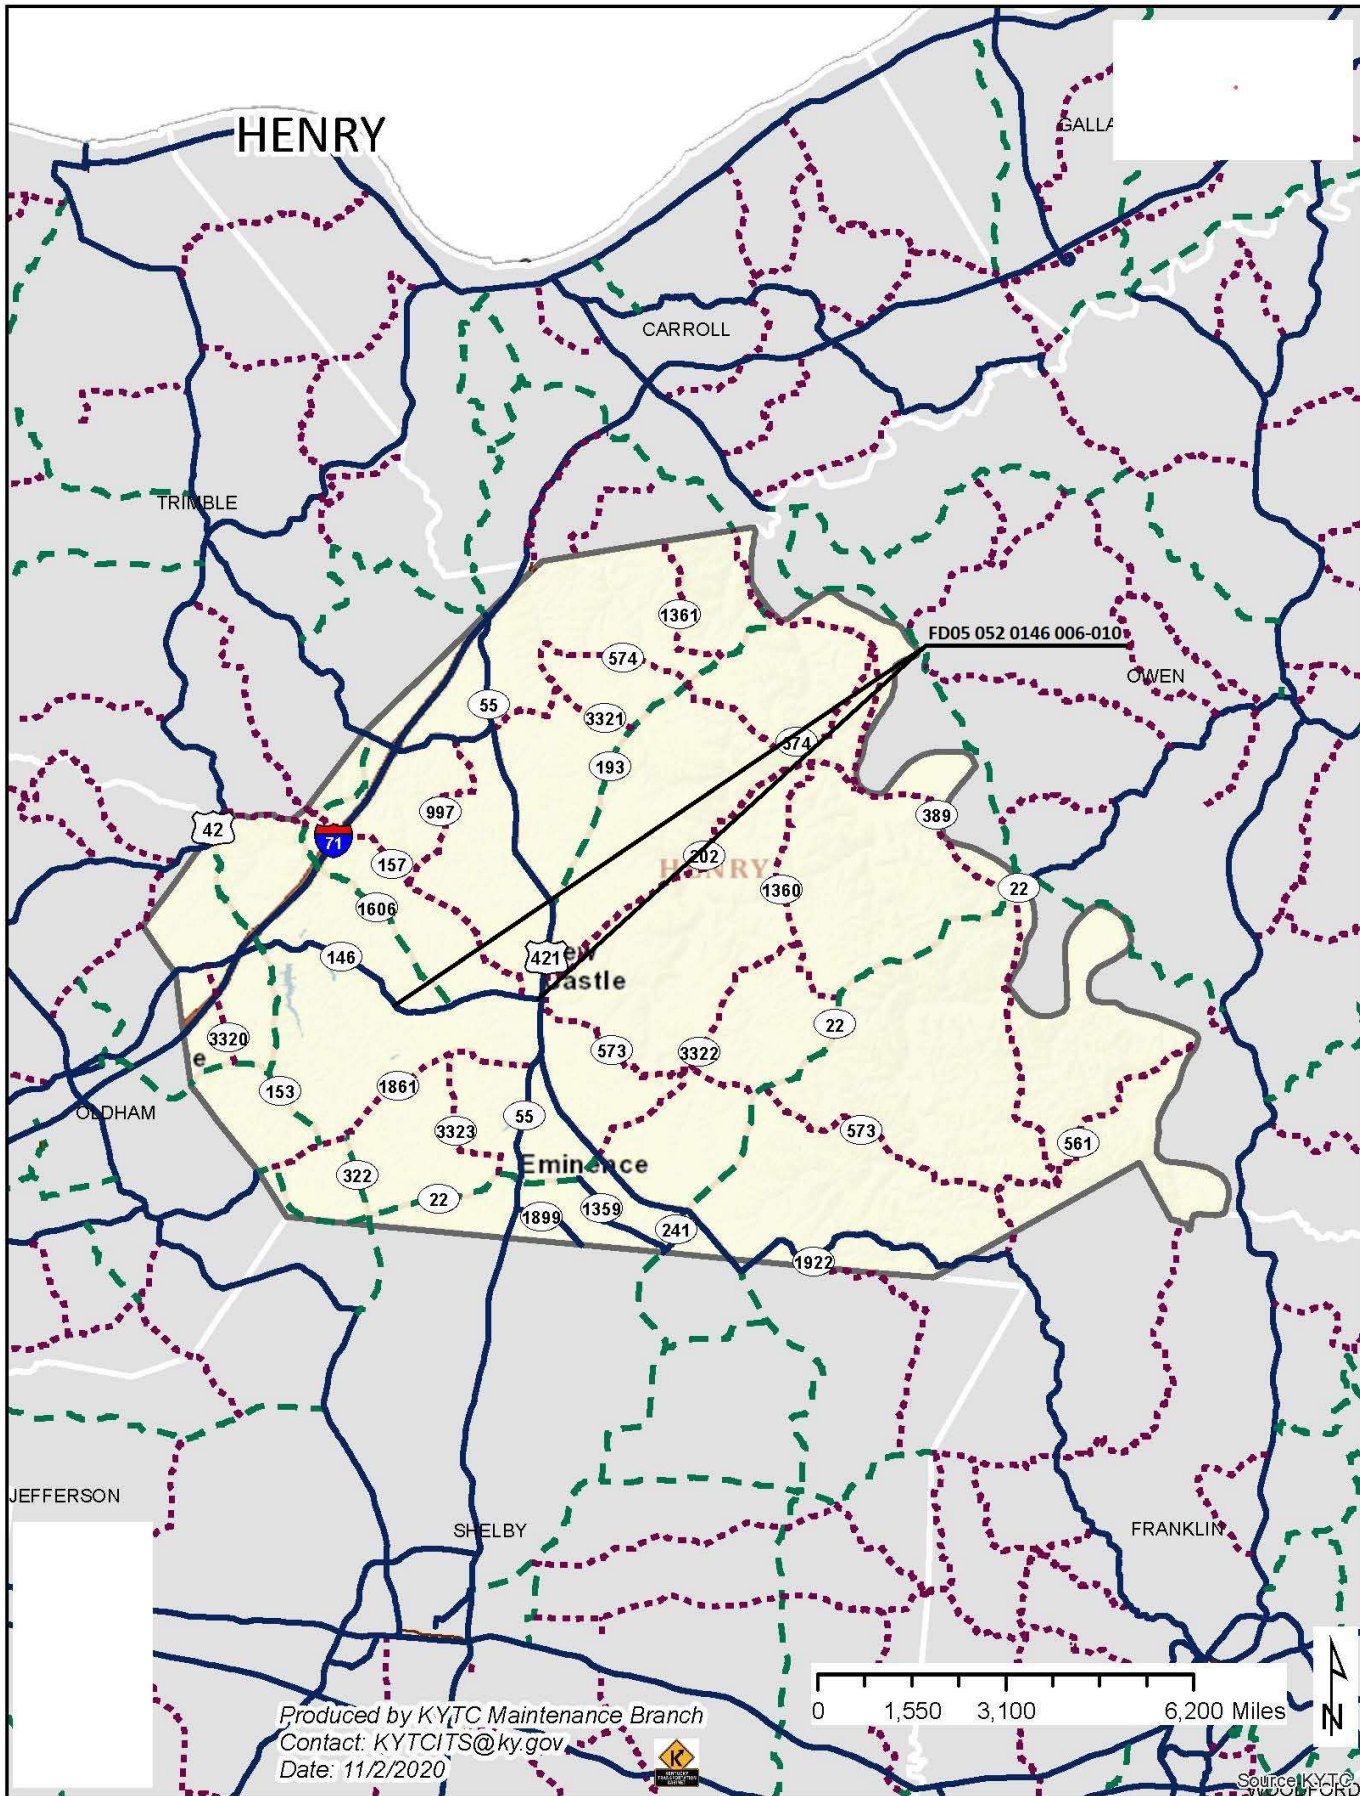 HENRY
GALLA
CARROLL
TRIMBLE
1361
FD05 052 0146 006-010
574
OWEN
55
3321
574
193
997
389
42
71
157
202
HENRY
22
1360
1606
146
421
ew
Castle
22
3320
573
3322
e
153
1861
OLDHAM
55
3323
573
561
Eminence
322
22
1359
1899
241
1922
JEFFERSON
SHELBY
FRANKLIN
0 1,550 3,100 6,200 Miles
N
Produced by KYTC Maintenance Branch
Contact: KYTCITS@ky.gov
Date: 11/2/2020
Source KYTC
WOODFORD